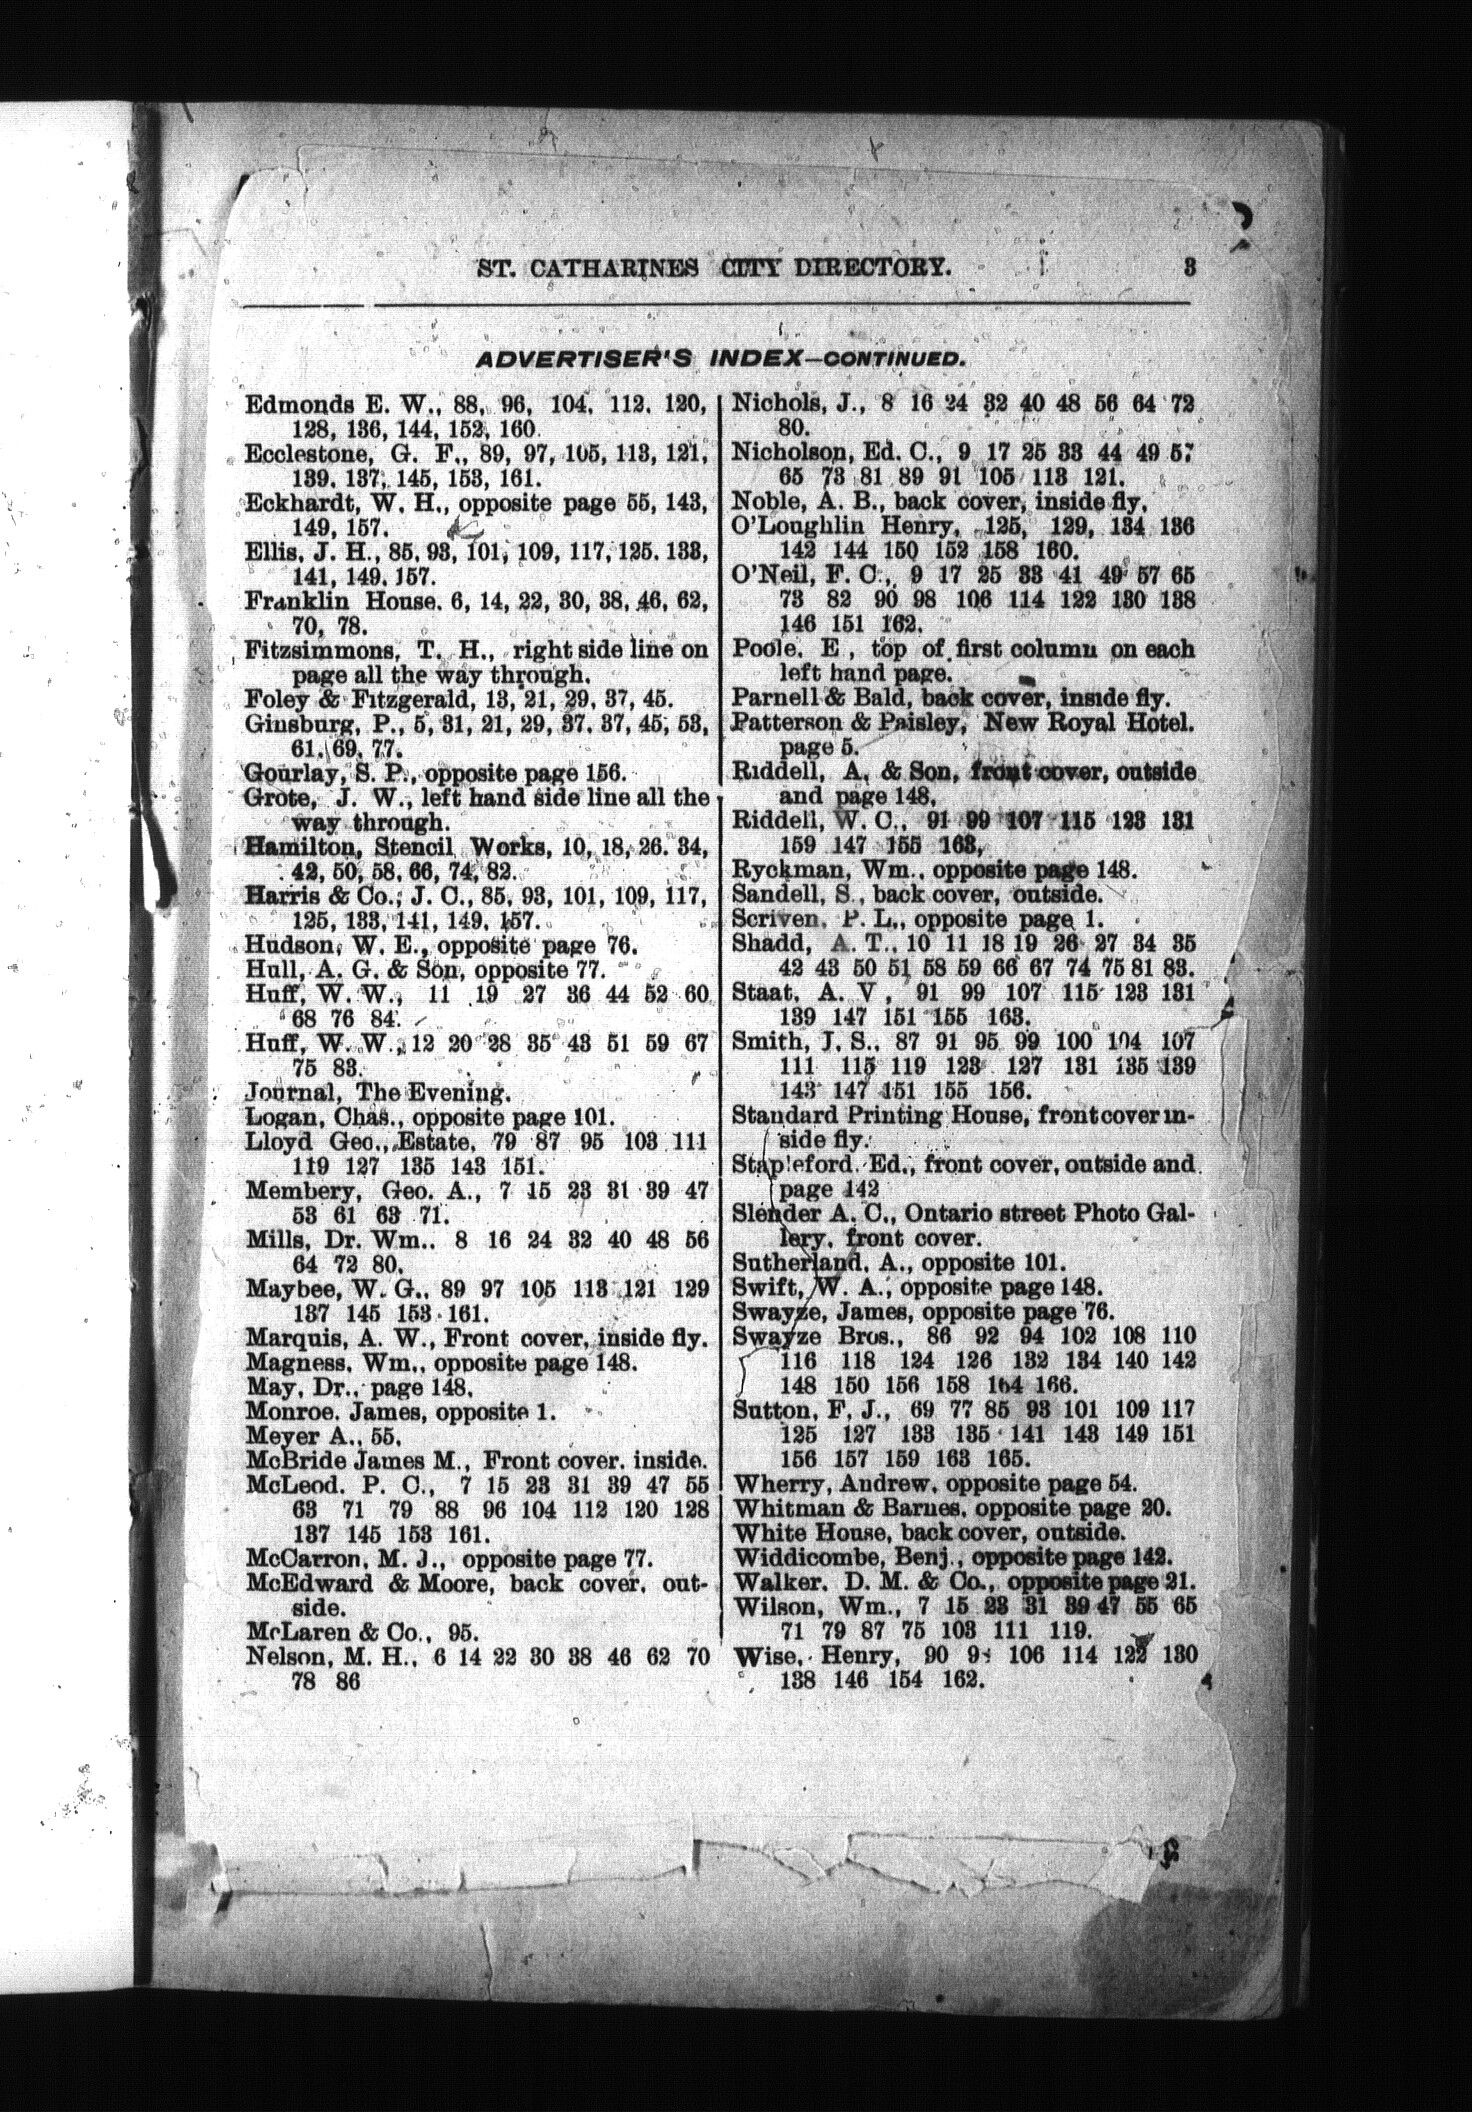 ST. CATHARINES CITY DIRECTORY. 3
ADVERTISER'S INDEX—CONTINUED.
Edmonds E. W., 88, 96, 104, 112, 120,
128, 136, 144, 152, 160.
Ecclestone, G. F., 89, 97, 105, 113, 121,
139, 137, 145, 153, 161.
Eckhardt, W. H., opposite page 55, 143,
149, 157.
Ellis, J. H., 85, 93, 101, 109, 117, 125, 133,
141, 149, 157.
Franklin House, 6, 14, 22, 30, 38, 46, 62,
70, 78.
Fitzsimmons, T. H., right side line on
page all the way through.
Foley & Fitzgerald, 13, 21, 29, 37, 45.
Ginsburg, P., 5, 31, 21, 29, 37, 37, 45, 53,
61, 69, 77.
Gourlay, S. P., opposite page 156.
Grote, J. W., left hand side line all the
way through.
Hamilton, Stencil Works, 10, 18, 26, 34,
42, 50, 58, 66, 74, 82.
Harris & Co., J. C., 85, 93, 101, 109, 117,
125, 133, 141, 149, 157.
Hudson, W. E., opposite page 76.
Hull, A. G. & Son, opposite 77.
Huff, W. W., 11 19 27 36 44 52 60
68 76 84.
Huff, W. W., 12 20 28 35 43 51 59 67
75 83.
Journal, The Evening.
Logan, Chas., opposite page 101.
Lloyd Geo., Estate, 79 87 95 103 111
119 127 135 143 151.
Membery, Geo. A., 7 15 23 31 39 47
53 61 63 71.
Mills, Dr. Wm.. 8 16 24 32 40 48 56
64 72 80.
Maybee, W. G., 89 97 105 113 121 129
137 145 153 161.
Marquis, A. W., Front cover, inside fly.
Magness, Wm., opposite page 148.
May, Dr., page 148.
Monroe. James, opposite 1.
Meyer A., 55.
McBride James M., Front cover. inside.
McLeod. P. C., 7 15 23 31 39 47 55
63 71 79 88 96 104 112 120 128
137 145 153 161.
McCarron, M. J., opposite page 77.
McEdward & Moore, back cover, out-
side.
McLaren & Co., 95.
Nelson, M. H., 6 14 22 30 38 46 62 70
78 86
Nichols, J., 8 16 24 32 40 48 56 64 72
80.
Nicholson, Ed. C., 9 17 25 33 44 49 57
65 73 81 89 91 105 113 121.
Noble, A. B., back cover, inside fly.
O'Loughlin Henry, 125, 129, 134 136
142 144 150 152 158 160.
O'Neil, F. C., 9 17 25 33 41 49 57 65
73 82 90 98 106 114 122 130 138
146 151 162.
Poole, E , top of first column on each
left hand page.
Parnell & Bald, back cover, inside fly.
Patterson & Paisley, New Royal Hotel.
page 5.
Riddell, A. & Son, front cover, outside
and page 148.
Riddell, W. C., 91 99 107 115 123 131
159 147 155 163,
Ryckman, Wm., opposite page 148.
Sandell, S., back cover, outside.
Scriven, P. L., opposite page 1.
Shadd, A. T., 10 11 18 19 26 27 34 35
42 43 50 51 58 59 66 67 74 75 81 83.
Staat, A. V , 91 99 107 115 123 131
139 147 151 155 163.
Smith, J. S.. 87 91 95 99 100 104 107
111 115 119 123 127 131 135 139
143 147 151 155 156.
Standard Printing House, front cover in-
side fly.
Stapleford, Ed., front cover, outside and
page 142
Slender A. C., Ontario street Photo Gal-
lery, front cover.
Sutherland, A., opposite 101.
Swift, W. A., opposite page 148.
Swayze, James, opposite page 76.
Swayze Bros., 86 92 94 102 108 110
116 118 124 126 132 134 140 142
148 150 156 158 164 166.
Sutton, F. J., 69 77 85 93 101 109 117
125 127 133 135 141 143 149 151
156 157 159 163 165.
Wherry, Andrew, opposite page 54.
Whitman & Barnes, opposite page 20.
White House, back cover, outside.
Widdicombe, Benj., opposite page 142.
Walker, D. M. & Co., opposite page 21.
Wilson, Wm., 7 15 23 31 39 47 55 65
71 79 87 75 103 111 119.
Wise, Henry, 90 106 114 122 130
138 146 154 162.